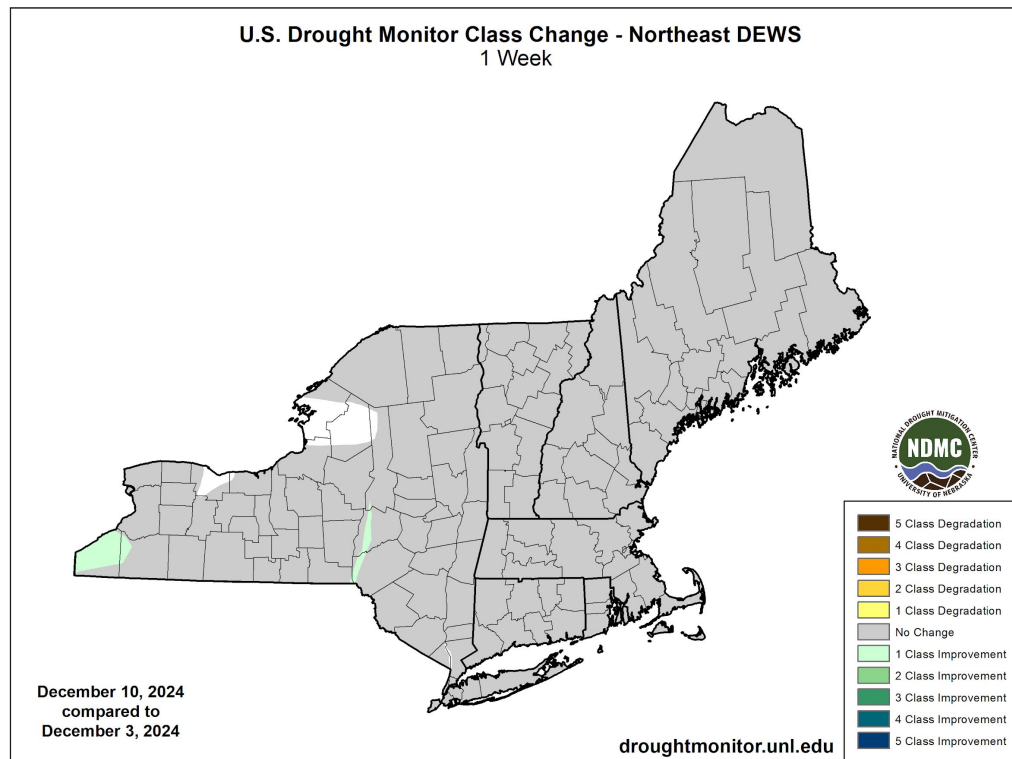 U.S. Drought Monitor Class Change - Northeast DEWS
1 Week
NATIONAL DROUGHT MITIGATION CENTER
NDMC
UNIVERSITY OF NEBRASKA
5 Class Degradation
4 Class Degradation
3 Class Degradation
2 Class Degradation
1 Class Degradation
No Change
1 Class Improvement
2 Class Improvement
3 Class Improvement
4 Class Improvement
5 Class Improvement
December 10, 2024
compared to
December 3, 2024
droughtmonitor.unl.edu